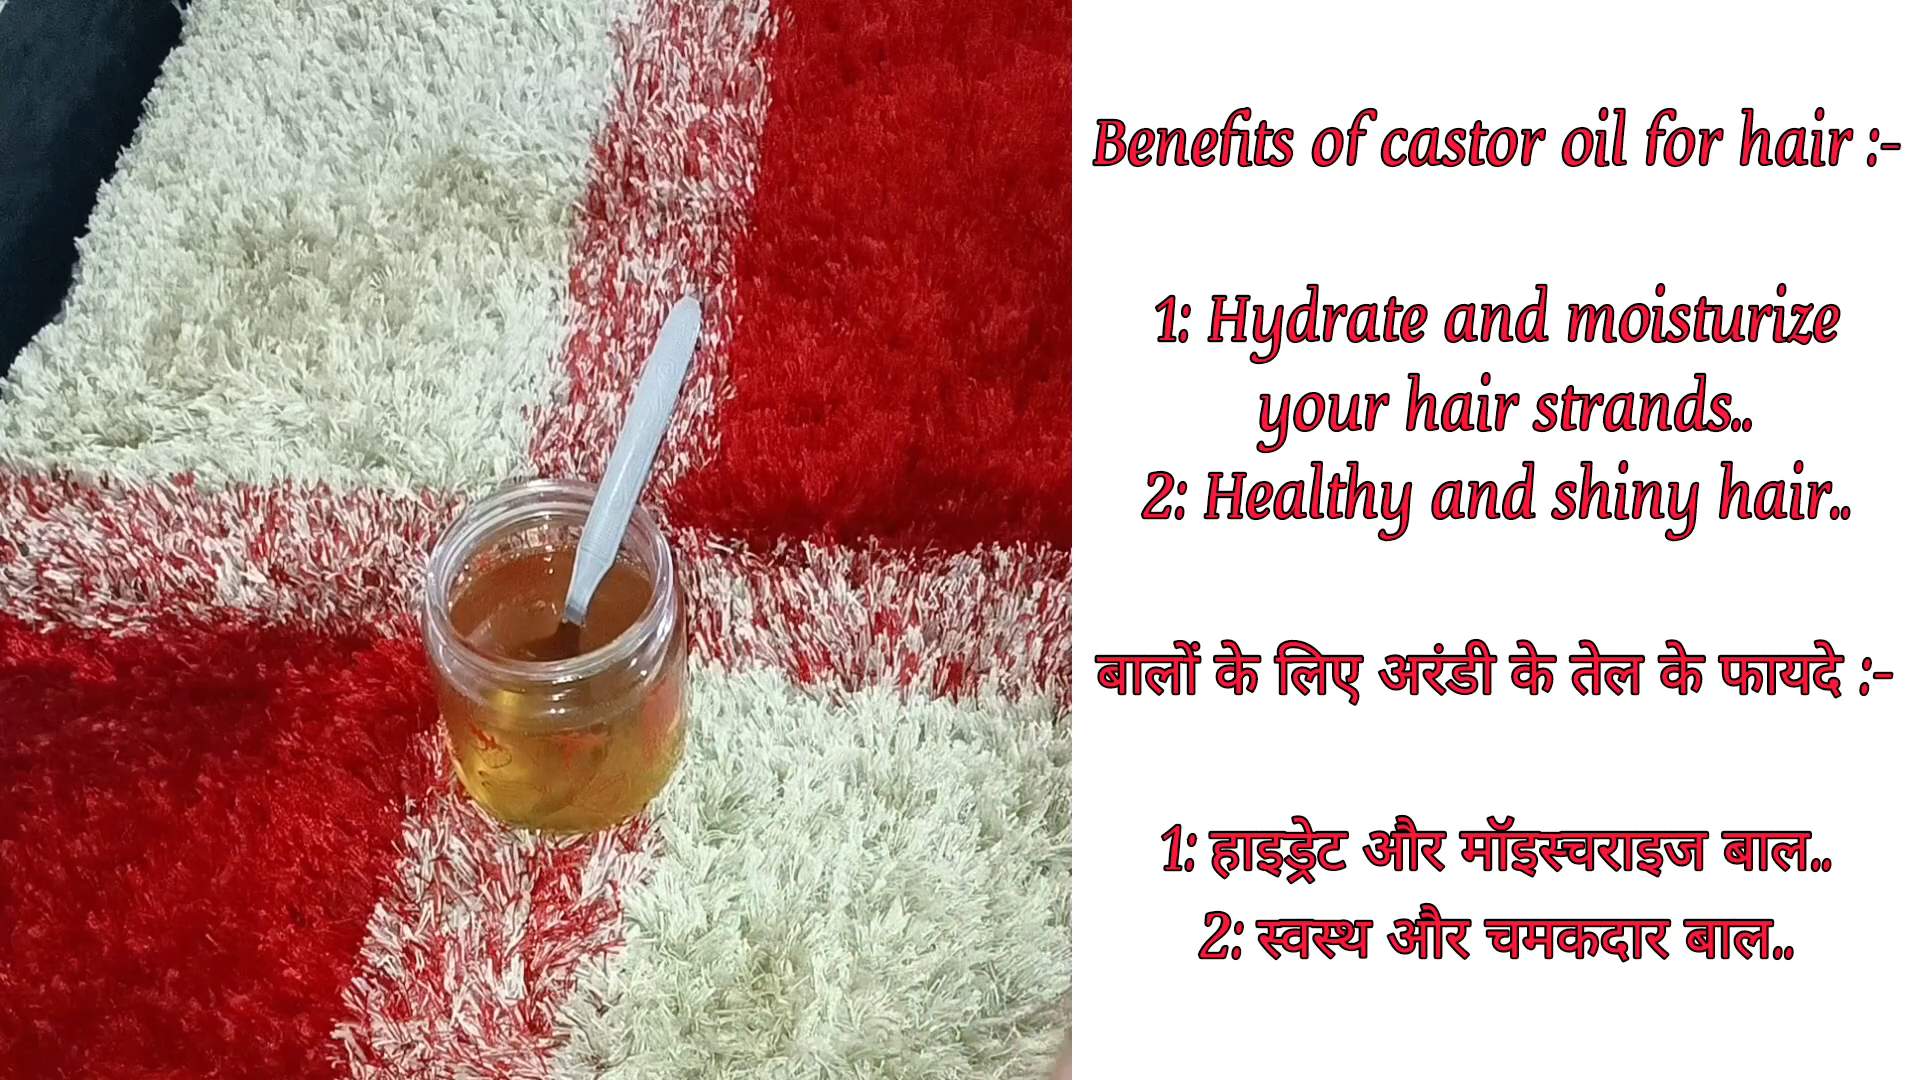 Benefits of castor oil for hair :-
1: Hydrate and moisturize
your hair strands..
2: Healthy and shiny hair..
बालों के लिए अरंडी के तेल के फायदे :-
1: हाइड्रेट और मॉइस्चराइज बाल..
2: स्वस्थ और चमकदार बाल..